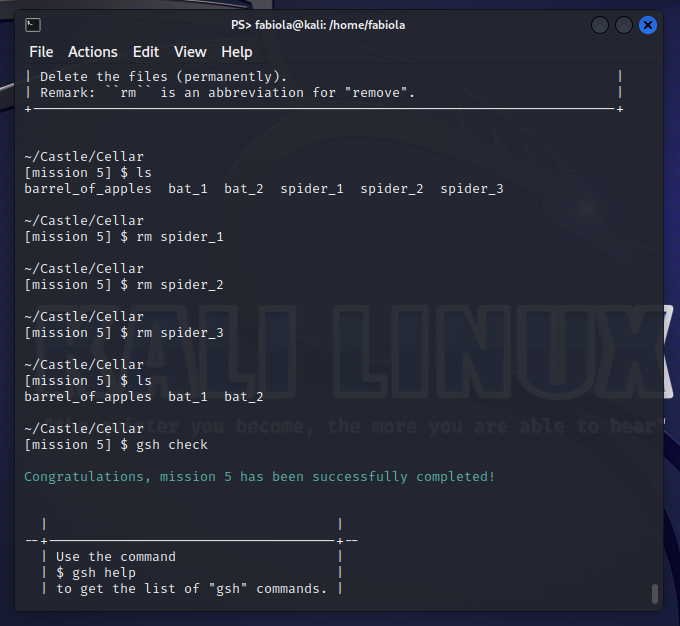 PS> fabiola@kali: /home/fabiola
File Actions Edit View Help
| Delete the files (permanently). |
| Remark: ``rm`` is an abbreviation for "remove". |
~/Castle/Cellar
[mission 5] $ ls
barrel_of_apples bat_1 bat_2 spider_1 spider_2 spider_3
~/Castle/Cellar
[mission 5] $ rm spider_1
~/Castle/Cellar
[mission 5] $ rm spider_2
~/Castle/Cellar
[mission 5] $ rm spider_3
~/Castle/Cellar
[mission 5] $ ls
barrel_of_apples bat_1 bat_2
~/Castle/Cellar
[mission 5] $ gsh check
Congratulations, mission 5 has been successfully completed!
| Use the command |
| $ gsh help |
| to get the list of "gsh" commands. |
KALI LINUX
you become, the more you are able to hear"